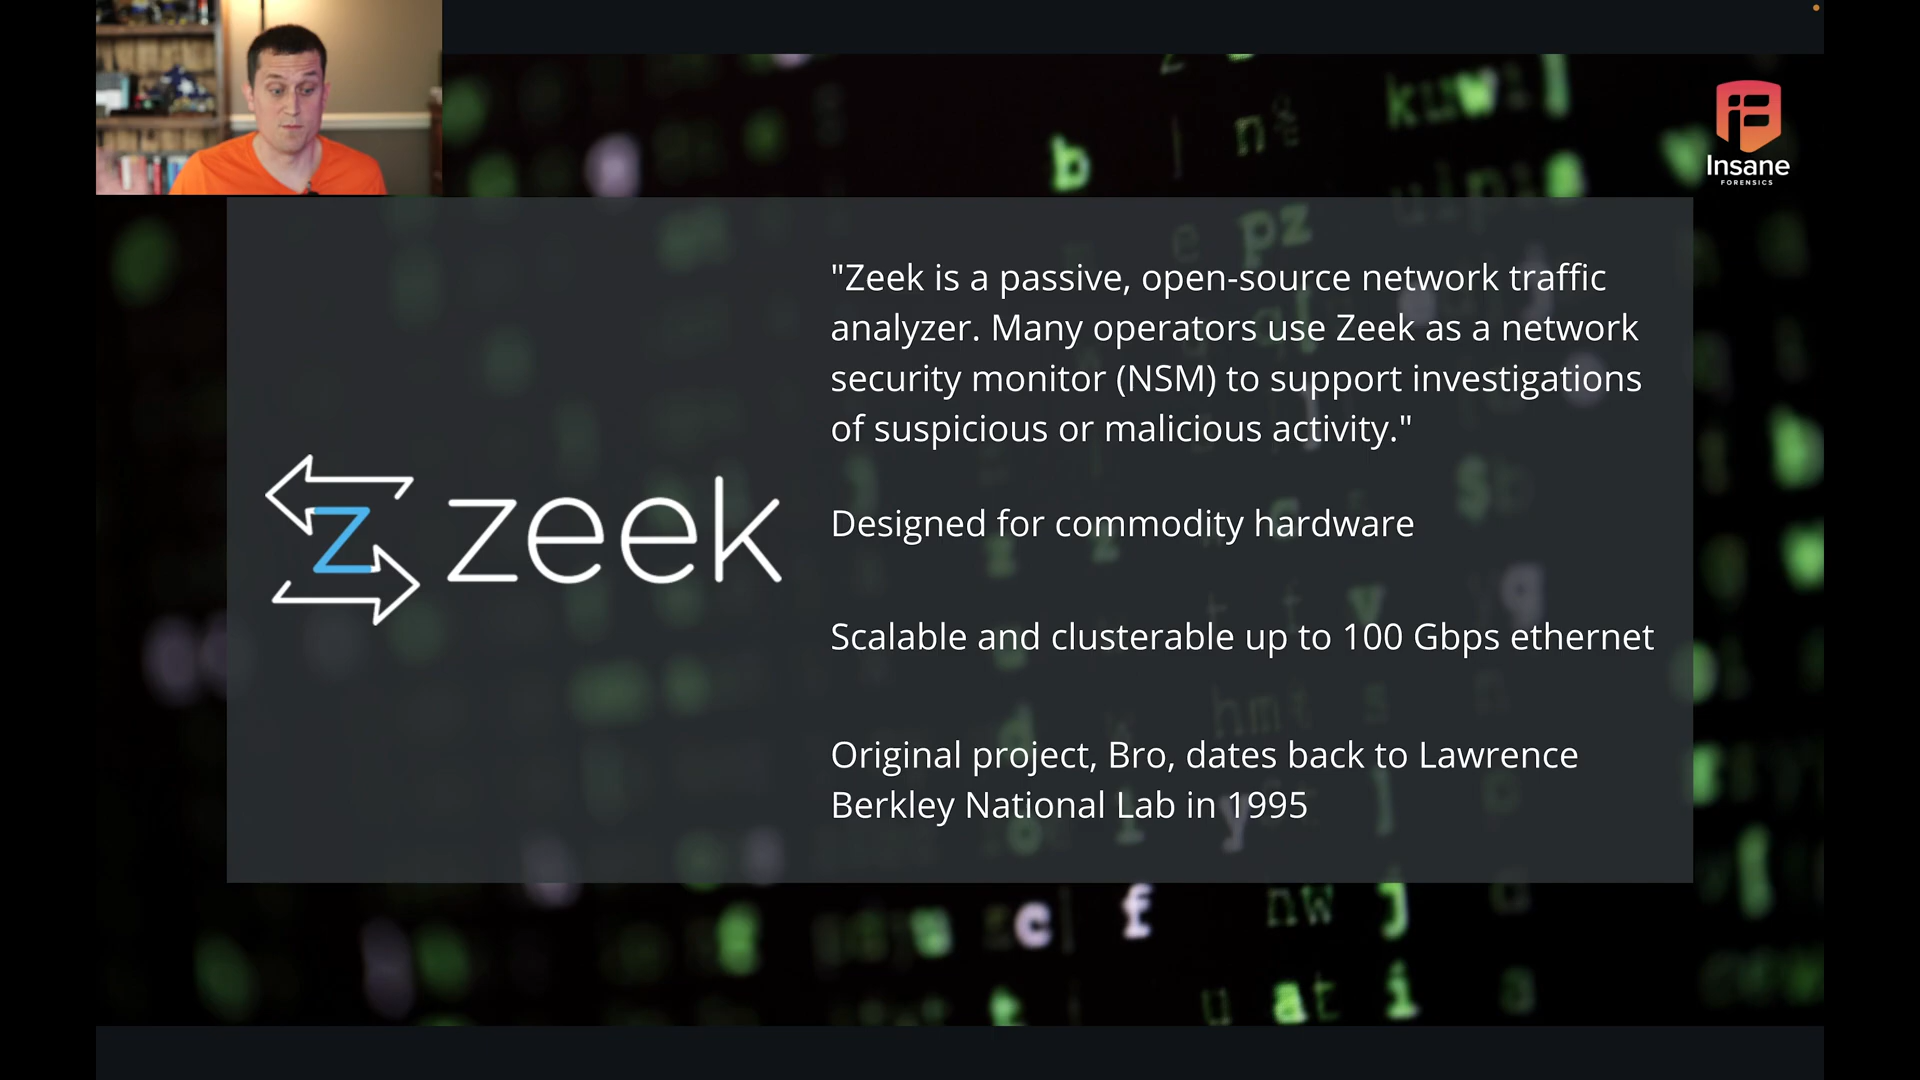 Insane
FORENSICS
"Zeek is a passive, open-source network traffic
analyzer. Many operators use Zeek as a network
security monitor (NSM) to support investigations
of suspicious or malicious activity."
z zeek
Designed for commodity hardware
Scalable and clusterable up to 100 Gbps ethernet
Original project, Bro, dates back to Lawrence
Berkley National Lab in 1995